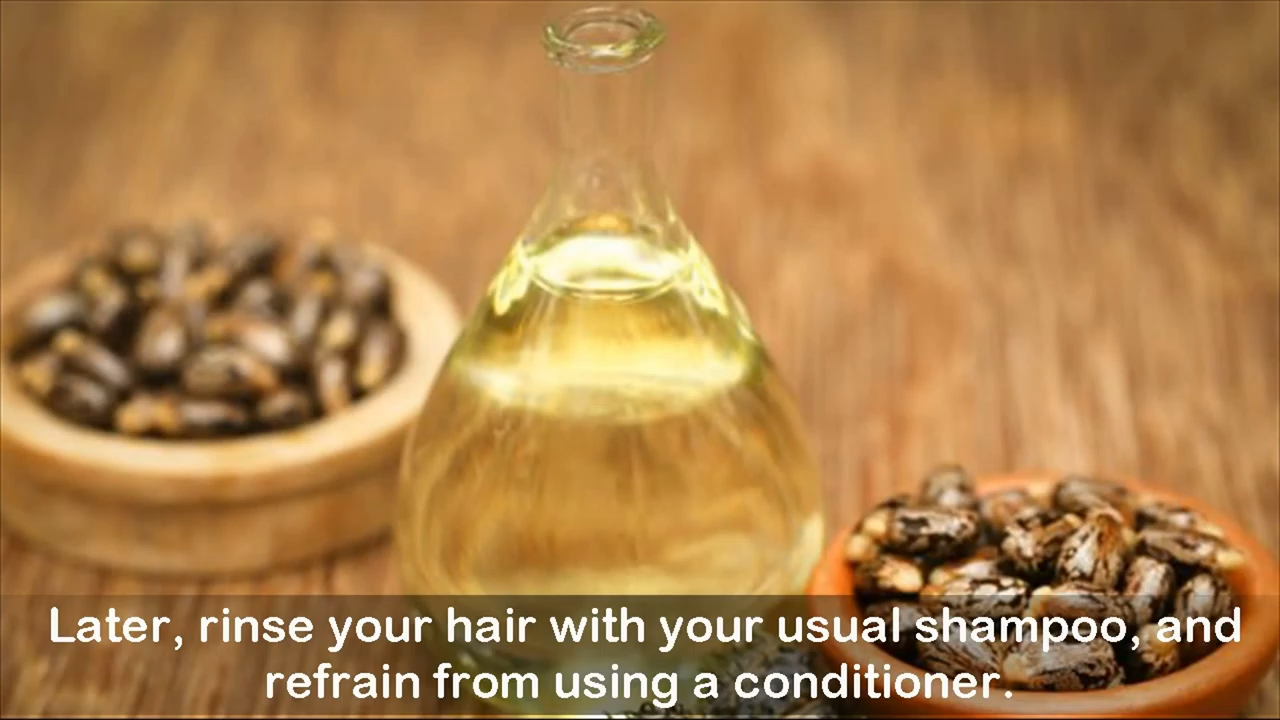 Later, rinse your hair with your usual shampoo, and
refrain from using a conditioner.